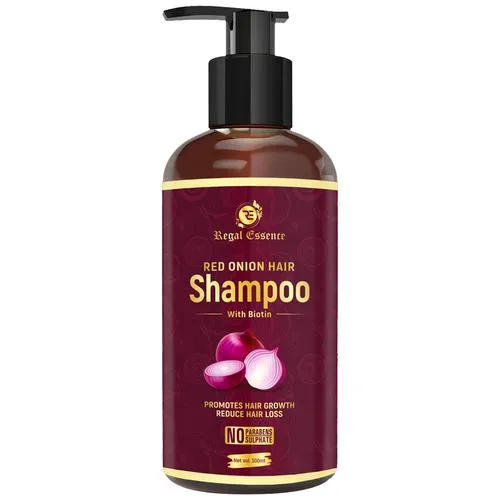 RE
Regal Essence
RED ONION HAIR
Shampoo
With Biotin
PROMOTES HAIR GROWTH
REDUCE HAIR LOSS
NO PARABENS
SULPHATE
Net vol. 300ml